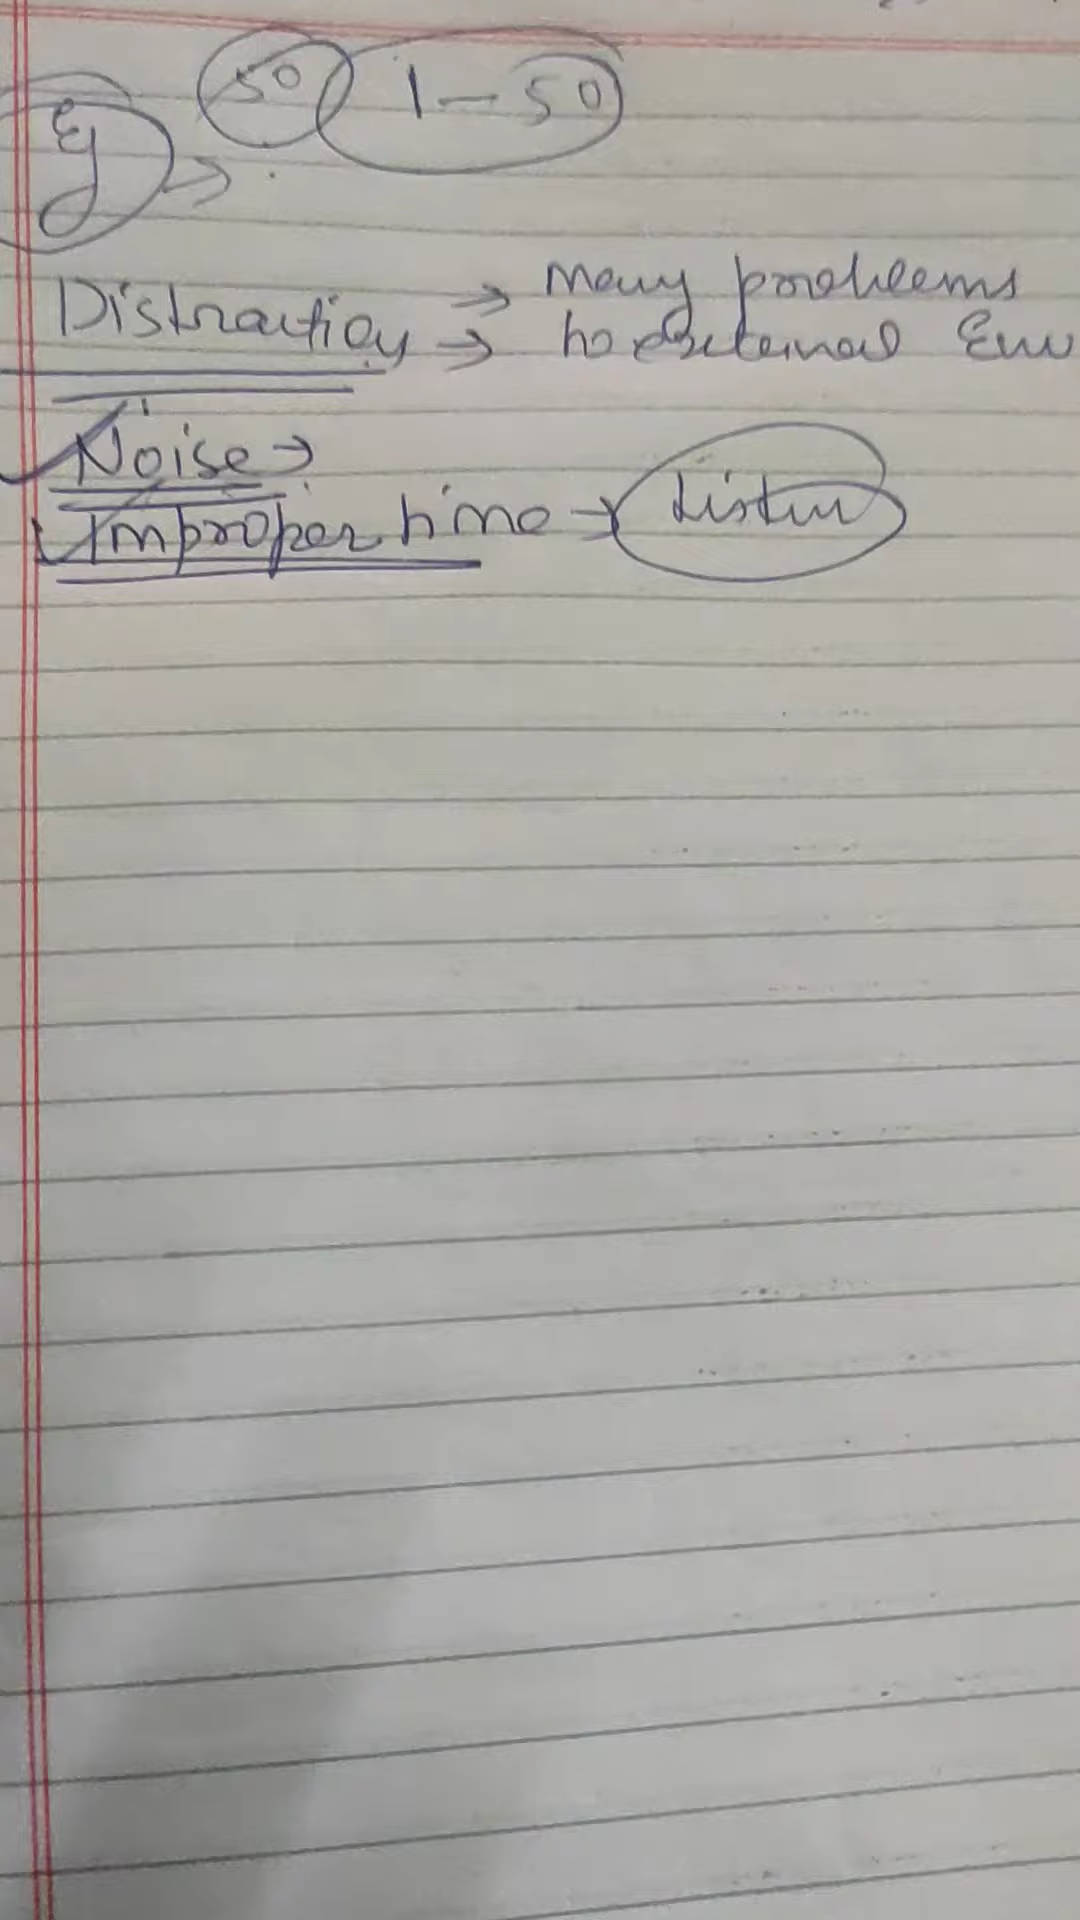 50 1 - 50
Eg →
Distraction → Many problems
→ no external Env
Noise →
Improper time → Listen